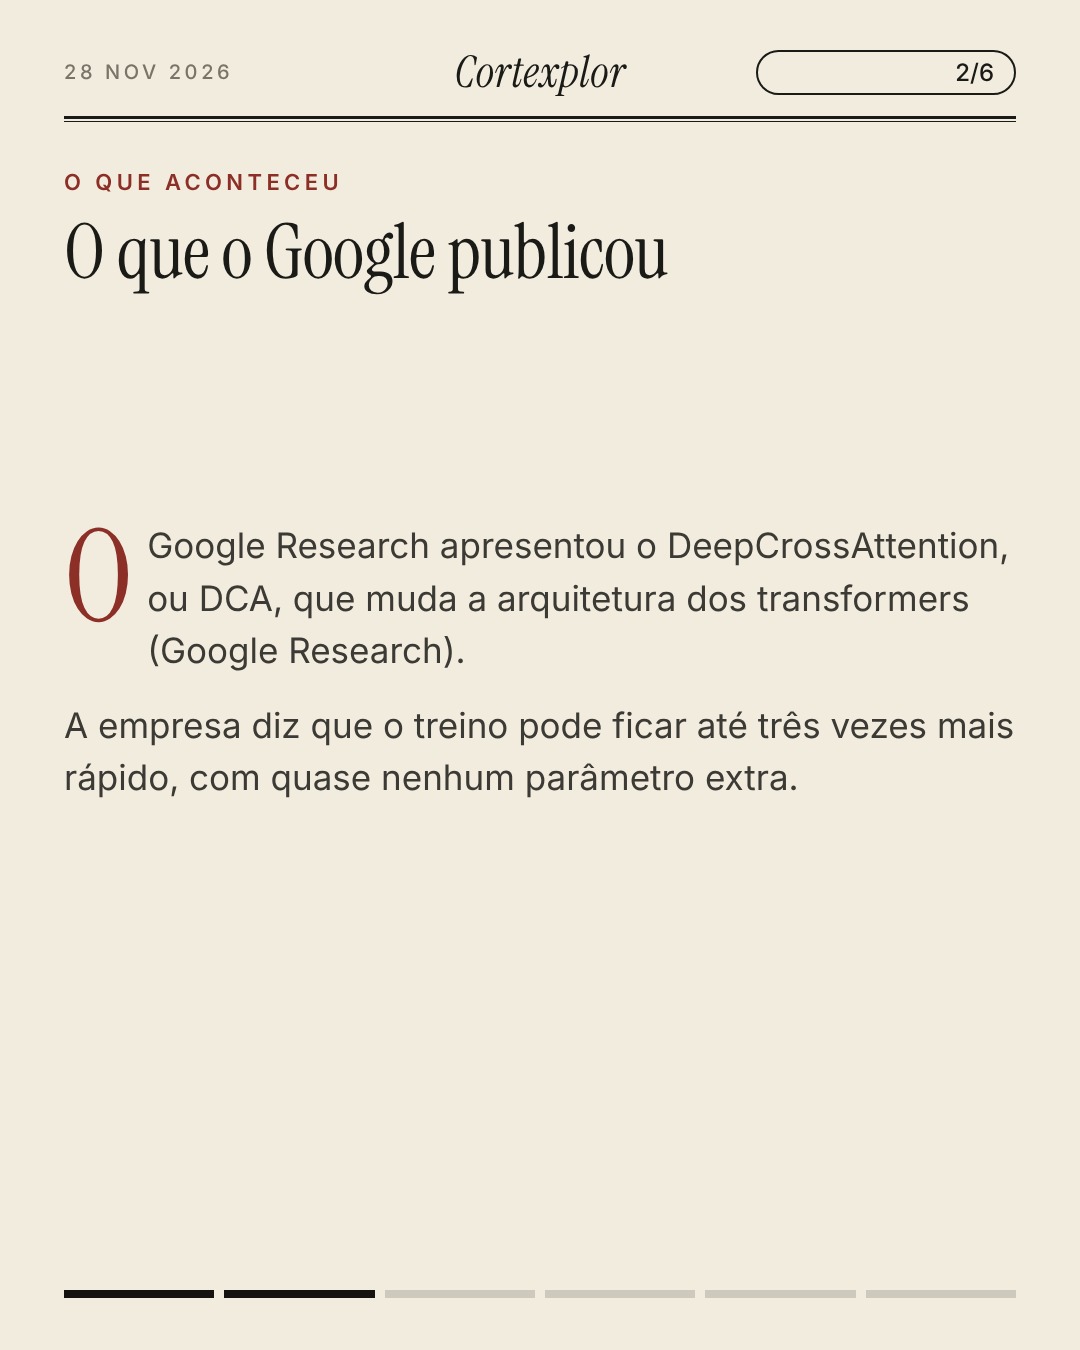 28 NOV 2026
Cortexplor
2/6
O QUE ACONTECEU
O que o Google publicou
O Google Research apresentou o DeepCrossAttention,
ou DCA, que muda a arquitetura dos transformers
(Google Research).
A empresa diz que o treino pode ficar até três vezes mais
rápido, com quase nenhum parâmetro extra.